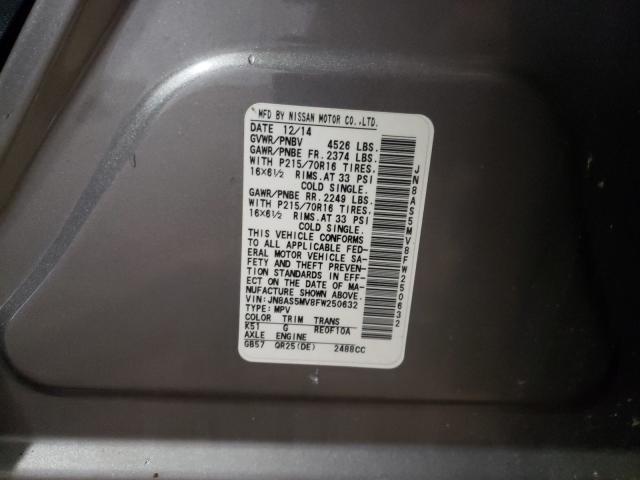 MFD BY NISSAN MOTOR CO.,LTD.
DATE 12/14
GVWR/PNBV 4526 LBS.
GAWR/PNBE FR. 2374 LBS.
WITH P215/70R16 TIRES.
16×6½ RIMS.AT 33 PSI
COLD SINGLE.
GAWR/PNBE RR. 2249 LBS.
WITH P215/70R16 TIRES.
16×6½ RIMS.AT 33 PSI
COLD SINGLE.
THIS VEHICLE CONFORMS
TO ALL APPLICABLE FED-
ERAL MOTOR VEHICLE SA-
FETY AND THEFT PREVEN-
TION STANDARDS IN EFF-
ECT ON THE DATE OF MA-
NUFACTURE SHOWN ABOVE.
VIN: JN8AS5MV8FW250632
TYPE: MPV
COLOR TRIM TRANS
K51 G RE0F10A
AXLE ENGINE
GB57 QR25(DE) 2488CC
JN8AS5MV8FW250632